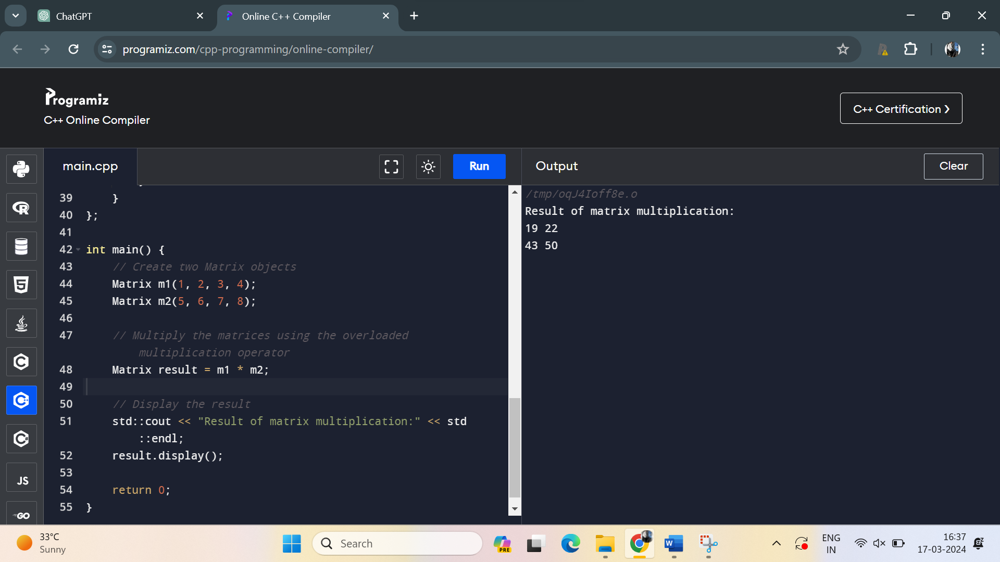 ChatGPT
Online C++ Compiler
programiz.com/cpp-programming/online-compiler/
Programiz
C++ Online Compiler
C++ Certification ❯
main.cpp
Run
Output
Clear
39 }
40 };
41
42 int main() {
43 // Create two Matrix objects
44 Matrix m1(1, 2, 3, 4);
45 Matrix m2(5, 6, 7, 8);
46
47 // Multiply the matrices using the overloaded
multiplication operator
48 Matrix result = m1 * m2;
49
50 // Display the result
51 std::cout << "Result of matrix multiplication:" << std
::endl;
52 result.display();
53
54 return 0;
55 }
/tmp/oqJ4Ioff8e.o
Result of matrix multiplication:
19 22
43 50
R
5
C
C
C
JS
GO
33°C
Sunny
Search
PRE
W
ENG
IN
16:37
17-03-2024